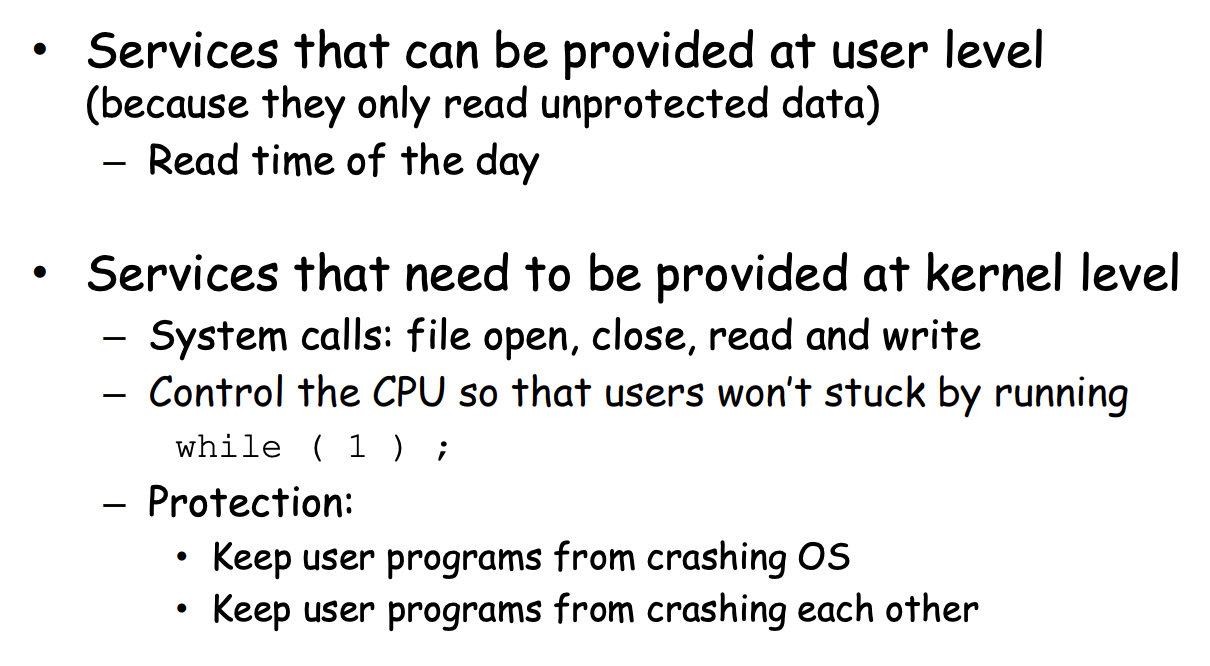 • Services that can be provided at user level
(because they only read unprotected data)
– Read time of the day
• Services that need to be provided at kernel level
– System calls: file open, close, read and write
– Control the CPU so that users won’t stuck by running
while ( 1 ) ;
– Protection:
• Keep user programs from crashing OS
• Keep user programs from crashing each other